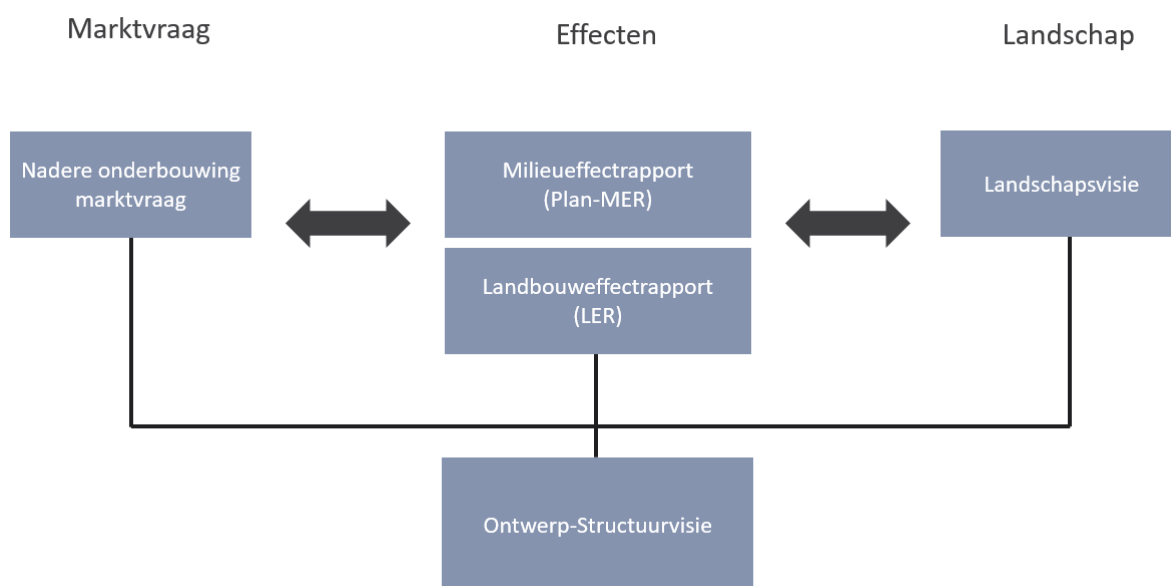 Marktvraag
Effecten
Landschap
Nadere onderbouwing
marktvraag
Milieueffectrapport
(Plan-MER)
Landschapsvisie
Landbouweffectrapport
(LER)
Ontwerp-Structuurvisie